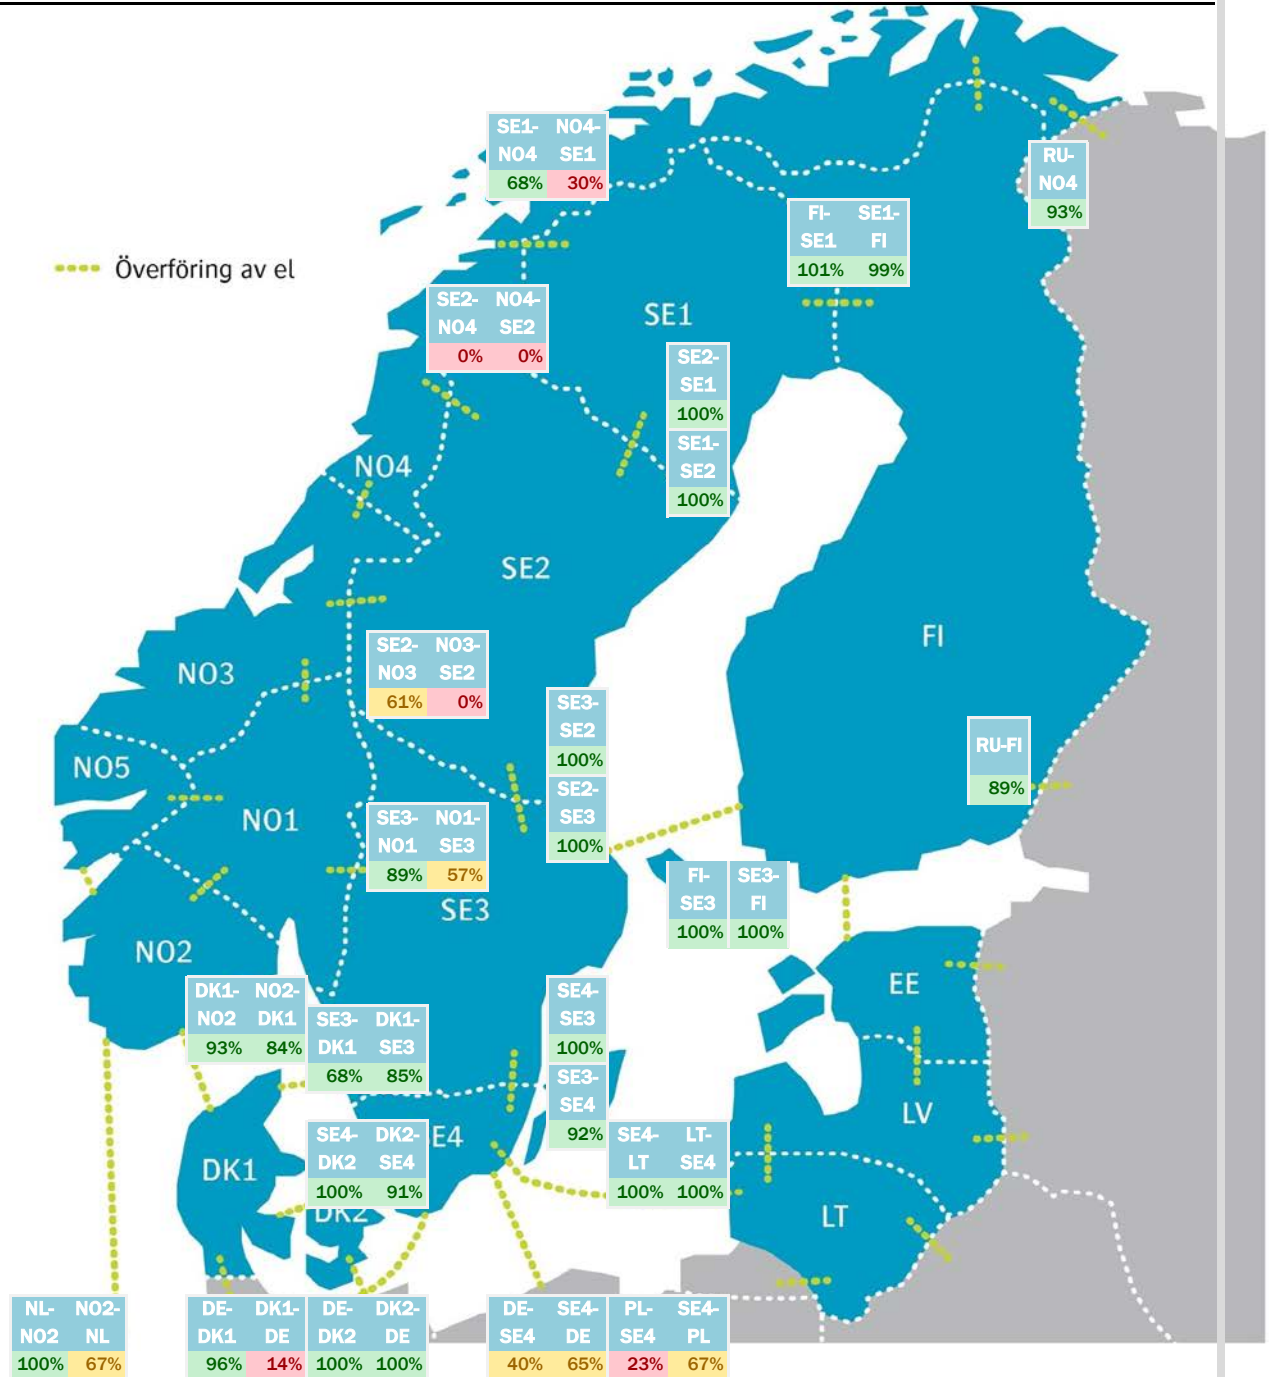 SE1- NO4-
NO4 SE1
68% 30%
RU-
NO4
93%
FI- SE1-
SE1 FI
101% 99%
Överföring av el
SE2- NO4-
NO4 SE2
0% 0%
SE1
SE2-
SE1
100%
SE1-
SE2
100%
NO4
SE2
FI
SE2- NO3-
NO3 SE2
61% 0%
NO3
SE3-
SE2
100%
SE2-
SE3
100%
RU-FI
89%
NO5
NO1
SE3- NO1-
NO1 SE3
89% 57%
SE3
FI- SE3-
SE3 FI
100% 100%
NO2
EE
DK1- NO2-
NO2 DK1
93% 84%
SE3- DK1-
DK1 SE3
68% 85%
SE4-
SE3
100%
SE3-
SE4
92%
LV
SE4- DK2-
DK2 SE4
100% 91%
E4
SE4- LT-
LT SE4
100% 100%
DK1
DK2
LT
NL- NO2-
NO2 NL
100% 67%
DE- DK1- DE- DK2-
DK1 DE DK2 DE
96% 14% 100% 100%
DE- SE4- PL- SE4-
SE4 DE SE4 PL
40% 65% 23% 67%